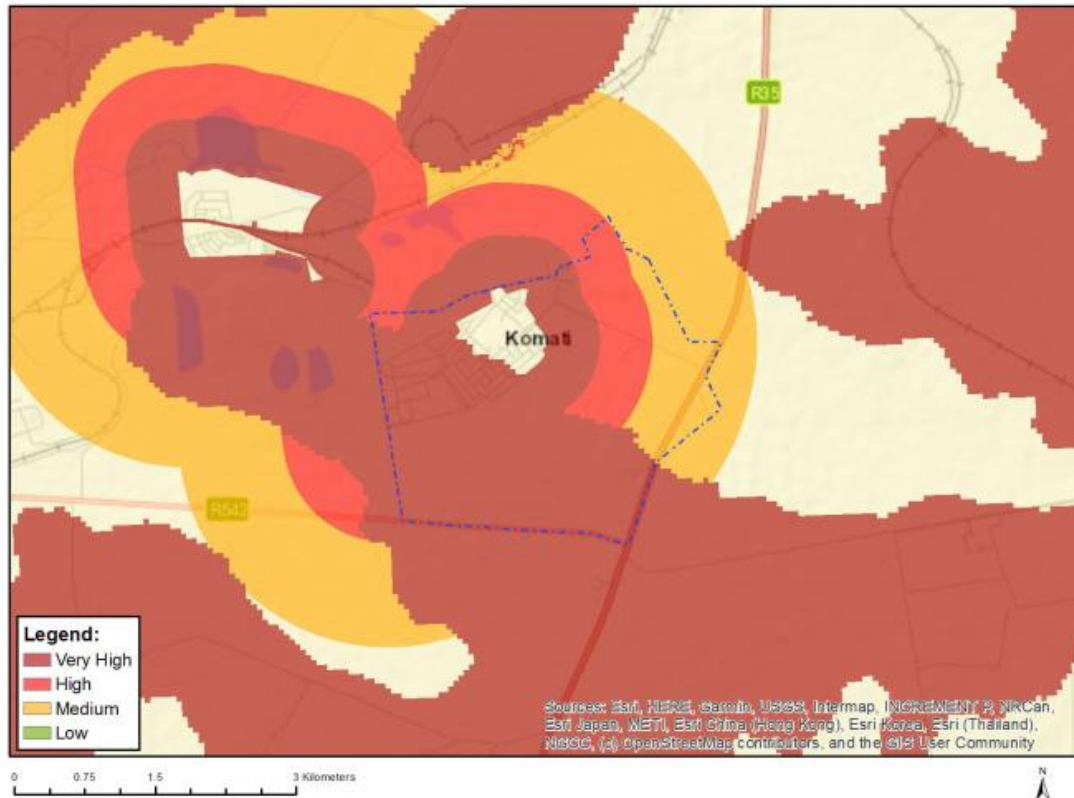 R35
Komati
R542
Legend:
Very High
High
Medium
Low
Sources: Esri, HERE, Garmin, USGS, Intermap, INCREMENT P, NRCan,
Esri Japan, METI, Esri China (Hong Kong), Esri Korea, Esri (Thailand),
NGCC, (c) OpenStreetMap contributors, and the GIS User Community
0 0.75 1.5 3 Kilometers
N